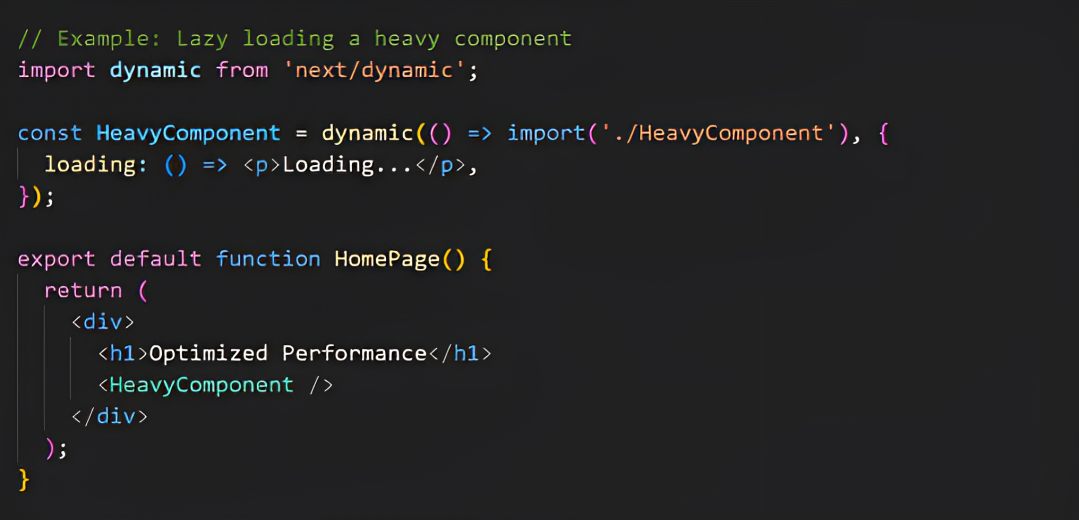 // Example: Lazy loading a heavy component
import dynamic from 'next/dynamic';
const HeavyComponent = dynamic(() => import('./HeavyComponent'), {
  loading: () => <p>Loading...</p>,
});
export default function HomePage() {
  return (
    <div>
      <h1>Optimized Performance</h1>
      <HeavyComponent />
    </div>
  );
}